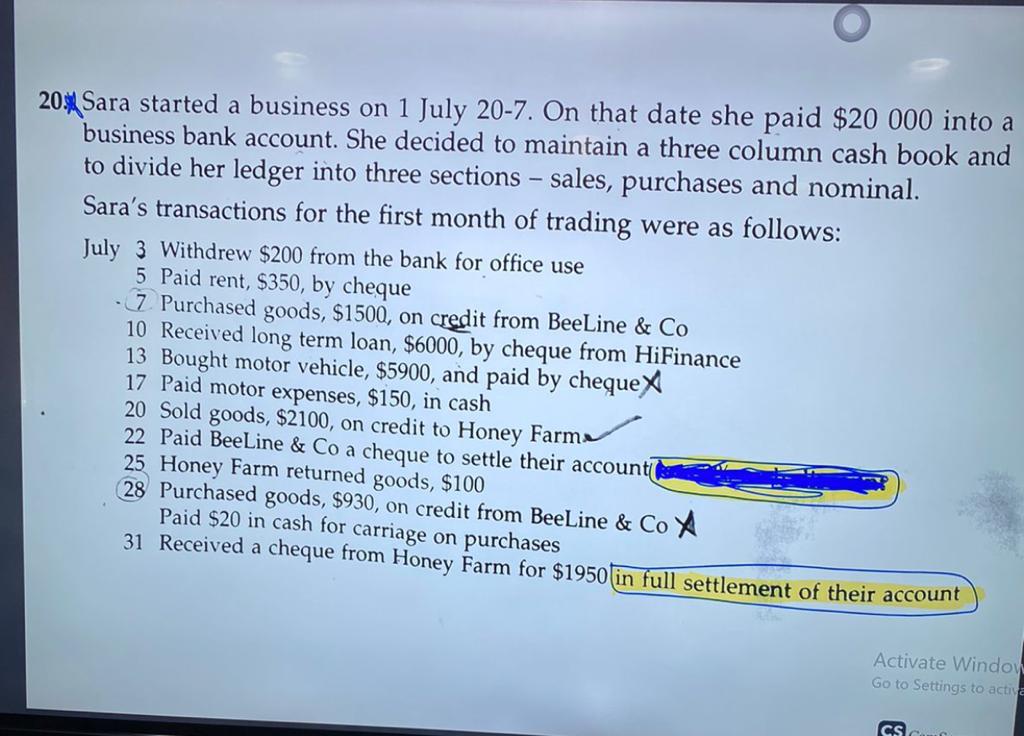 20. Sara started a business on 1 July 20-7. On that date she paid $20 000 into a
business bank account. She decided to maintain a three column cash book and
to divide her ledger into three sections – sales, purchases and nominal.
Sara's transactions for the first month of trading were as follows:
July 3 Withdrew $200 from the bank for office use
5 Paid rent, $350, by cheque
7 Purchased goods, $1500, on credit from BeeLine & Co
10 Received long term loan, $6000, by cheque from HiFinance
13 Bought motor vehicle, $5900, and paid by cheque
17 Paid motor expenses, $150, in cash
20 Sold goods, $2100, on credit to Honey Farm
22 Paid BeeLine & Co a cheque to settle their account
25 Honey Farm returned goods, $100
28 Purchased goods, $930, on credit from BeeLine & Co
Paid $20 in cash for carriage on purchases
31 Received a cheque from Honey Farm for $1950 in full settlement of their account
Activate Window
Go to Settings to activa
CS